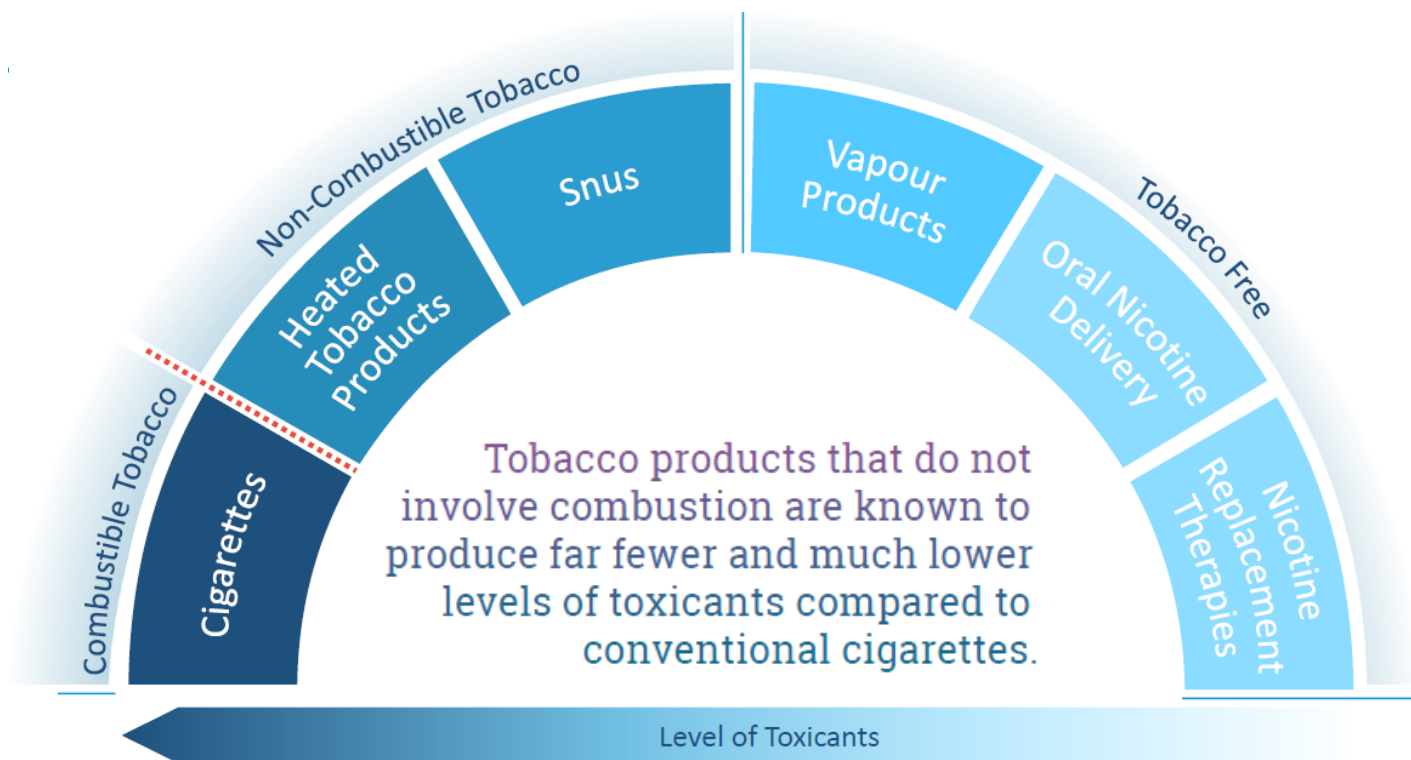 Combustible Tobacco
Non-Combustible Tobacco
Tobacco Free
Cigarettes
Heated
Tobacco
Products
Snus
Vapour
Products
Oral Nicotine
Delivery
Nicotine
Replacement
Therapies
Tobacco products that do not
involve combustion are known to
produce far fewer and much lower
levels of toxicants compared to
conventional cigarettes.
Level of Toxicants